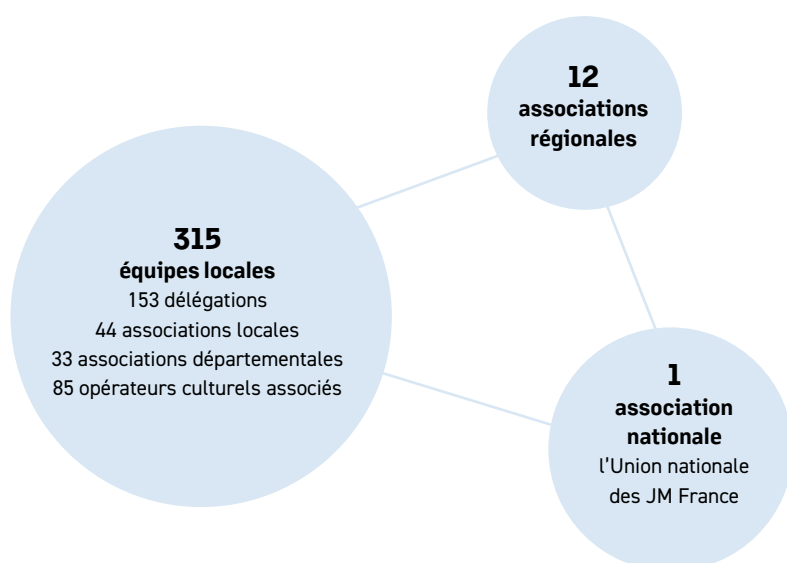 12
associations
régionales
315
équipes locales
153 délégations
44 associations locales
33 associations départementales
85 opérateurs culturels associés
1
association
nationale
l'Union nationale
des JM France